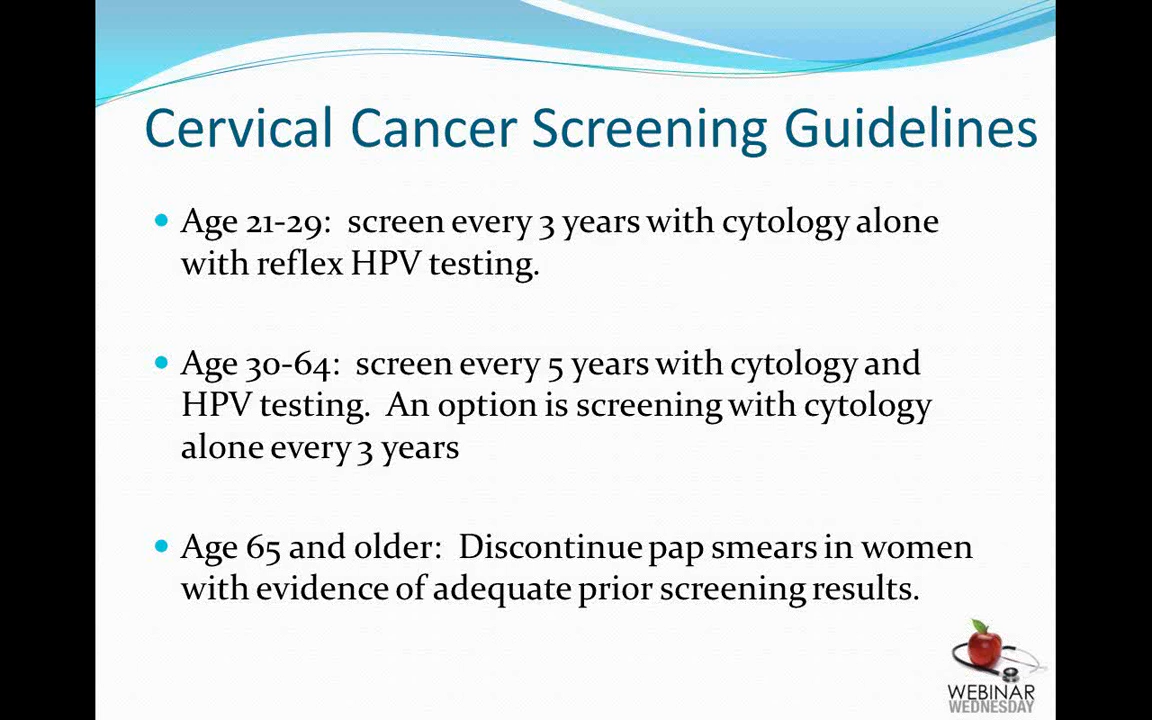 Cervical Cancer Screening Guidelines
Age 21-29: screen every 3 years with cytology alone
with reflex HPV testing.
Age 30-64: screen every 5 years with cytology and
HPV testing. An option is screening with cytology
alone every 3 years
Age 65 and older: Discontinue pap smears in women
with evidence of adequate prior screening results.
WEBINAR
WEDNESDAY